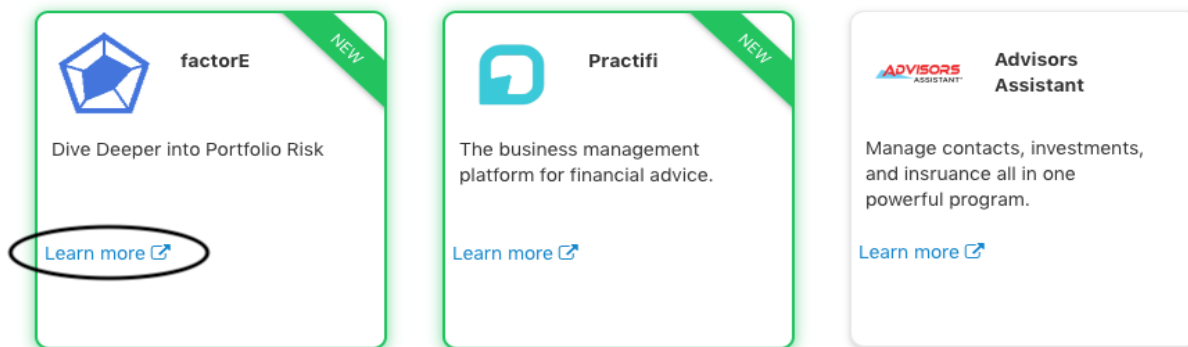 factorE
NEW
Dive Deeper into Portfolio Risk
Learn more
Practifi
NEW
The business management
platform for financial advice.
Learn more
ADVISORS
ASSISTANT
Advisors
Assistant
Manage contacts, investments,
and insruance all in one
powerful program.
Learn more